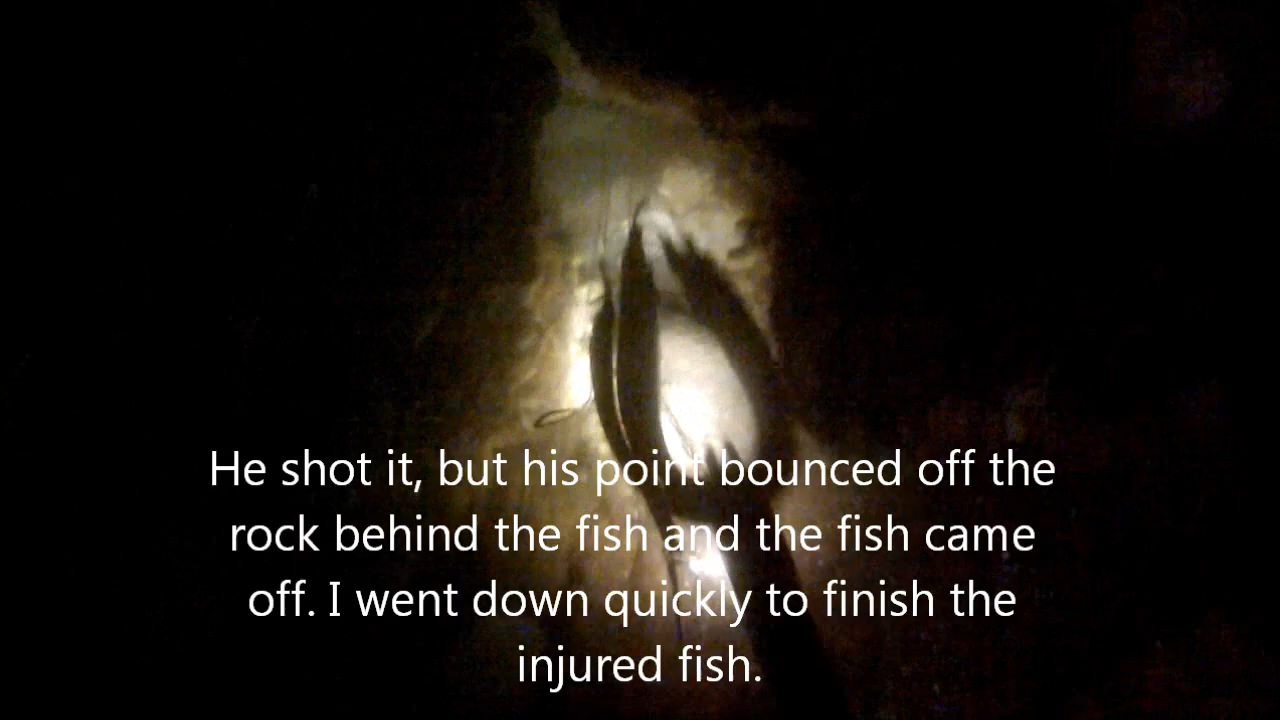 He shot it, but his point bounced off the
rock behind the fish and the fish came
off. I went down quickly to finish the
injured fish.